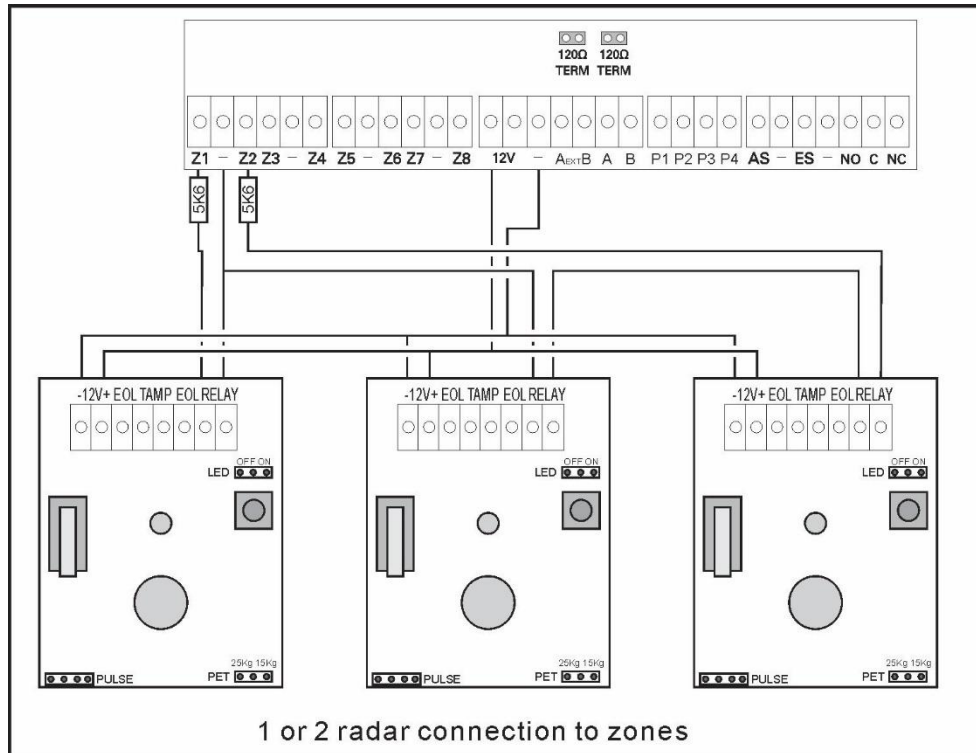 120Ω 120Ω
TERM TERM
Z1 – Z2 Z3 – Z4 Z5 – Z6 Z7 – Z8 12V – AEXTB A B P1 P2 P3 P4 AS – ES – NO C NC
5K6 5K6
-12V+ EOL TAMP EOL RELAY
OFF ON
LED
25Kg 15Kg
PULSE PET
-12V+ EOL TAMP EOL RELAY
OFF ON
LED
25Kg 15Kg
PULSE PET
-12V+ EOL TAMP EOL RELAY
OFF ON
LED
25Kg 15Kg
PULSE PET
1 or 2 radar connection to zones